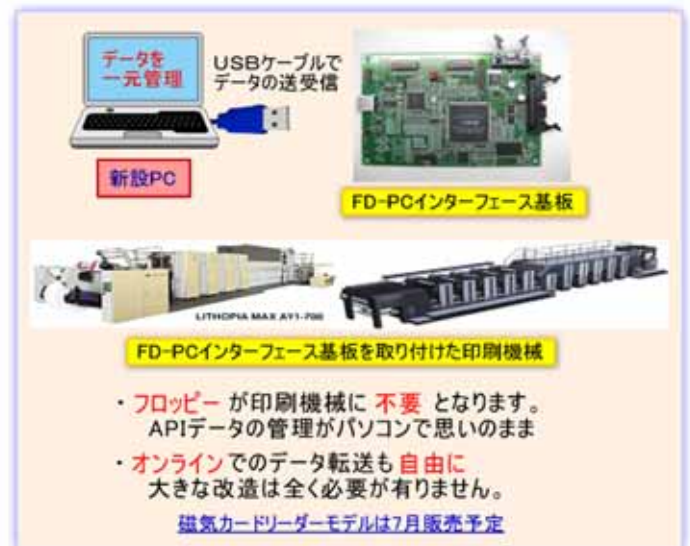 データを
一元管理
USBケーブルで
データの送受信
新設PC
FD-PCインターフェース基板
LITHOPIA MAX AY1-700
FD-PCインターフェース基板を取り付けた印刷機械
・フロッピー が印刷機械に 不要 となります。
APIデータの管理がパソコンで思いのまま
・オンラインでのデータ転送も自由に
大きな改造は全く必要が有りません。
磁気カードリーダーモデルは7月販売予定